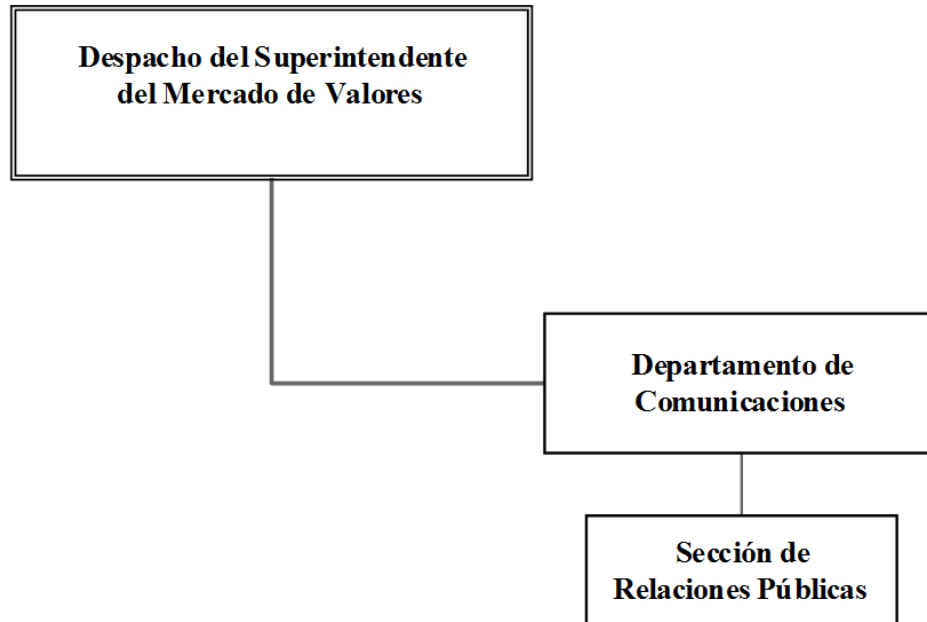 Despacho del Superintendente
del Mercado de Valores
Departamento de
Comunicaciones
Sección de
Relaciones Públicas